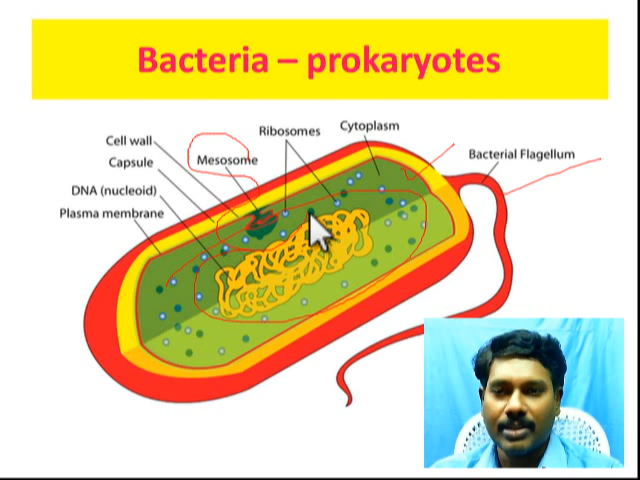 Bacteria – prokaryotes
Cell wall
Capsule
DNA (nucleoid)
Plasma membrane
Mesosome
Ribosomes
Cytoplasm
Bacterial Flagellum